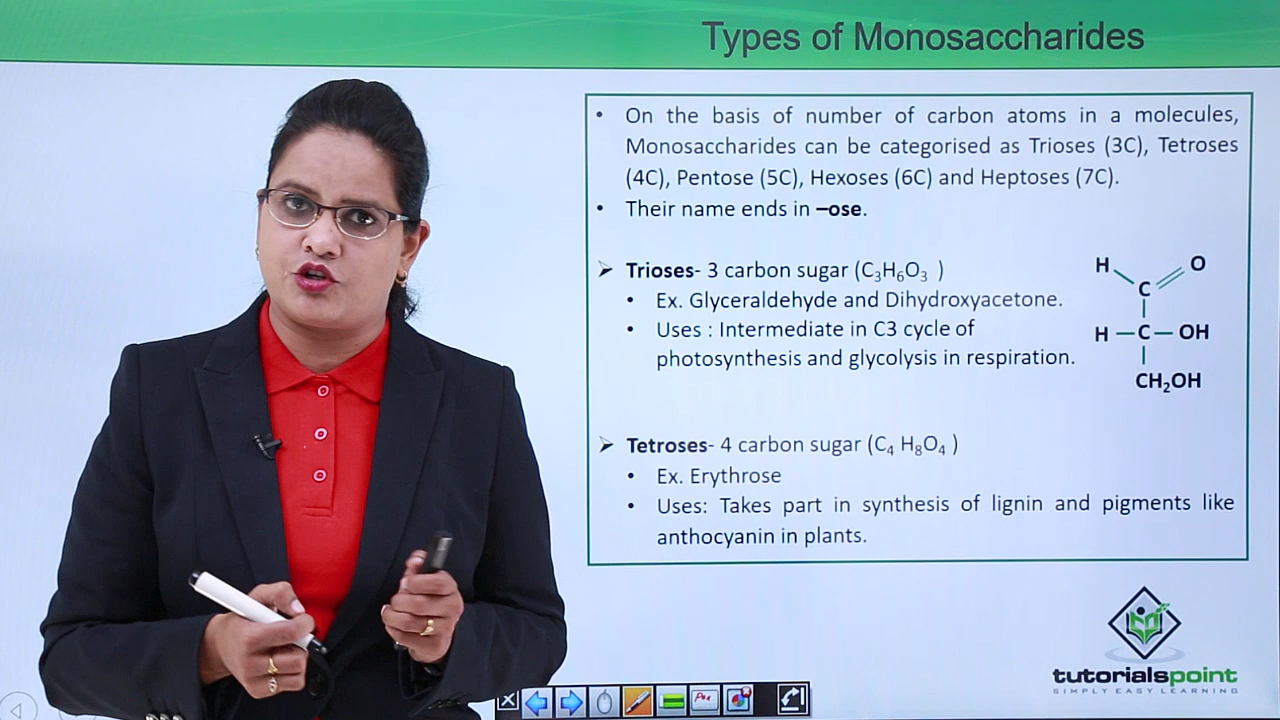 Types of Monosaccharides
• On the basis of number of carbon atoms in a molecules,
Monosaccharides can be categorised as Trioses (3C), Tetroses
(4C), Pentose (5C), Hexoses (6C) and Heptoses (7C).
• Their name ends in –ose.
➢ Trioses- 3 carbon sugar (C₃H₆O₃ )
• Ex. Glyceraldehyde and Dihydroxyacetone.
• Uses : Intermediate in C3 cycle of
photosynthesis and glycolysis in respiration.
H O
C
H — C — OH
CH₂OH
➢ Tetroses- 4 carbon sugar (C₄ H₈O₄ )
• Ex. Erythrose
• Uses: Takes part in synthesis of lignin and pigments like
anthocyanin in plants.
tutorialspoint
SIMPLY EASY LEARNING